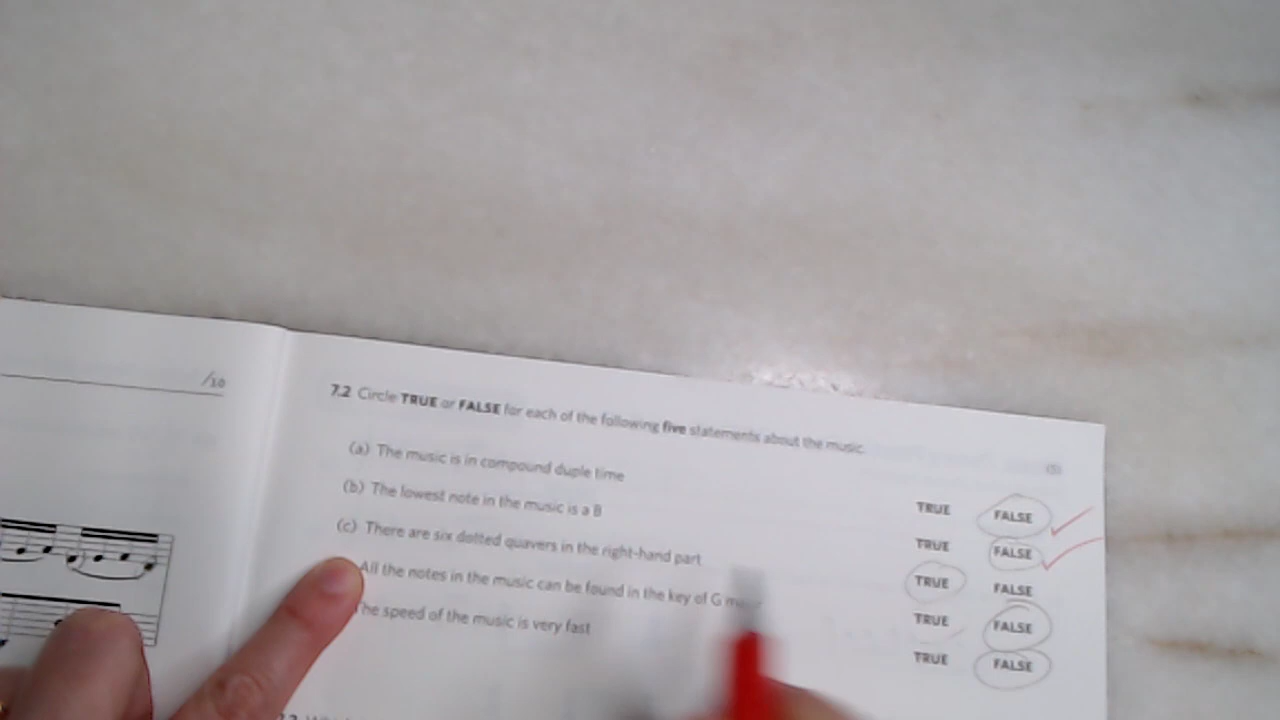 /10
7.2 Circle TRUE or FALSE for each of the following five statements about the music.
(5)
(a) The music is in compound duple time
TRUE FALSE
(b) The lowest note in the music is a B
TRUE FALSE
(c) There are six dotted quavers in the right-hand part
TRUE FALSE
All the notes in the music can be found in the key of G
TRUE FALSE
The speed of the music is very fast
TRUE FALSE